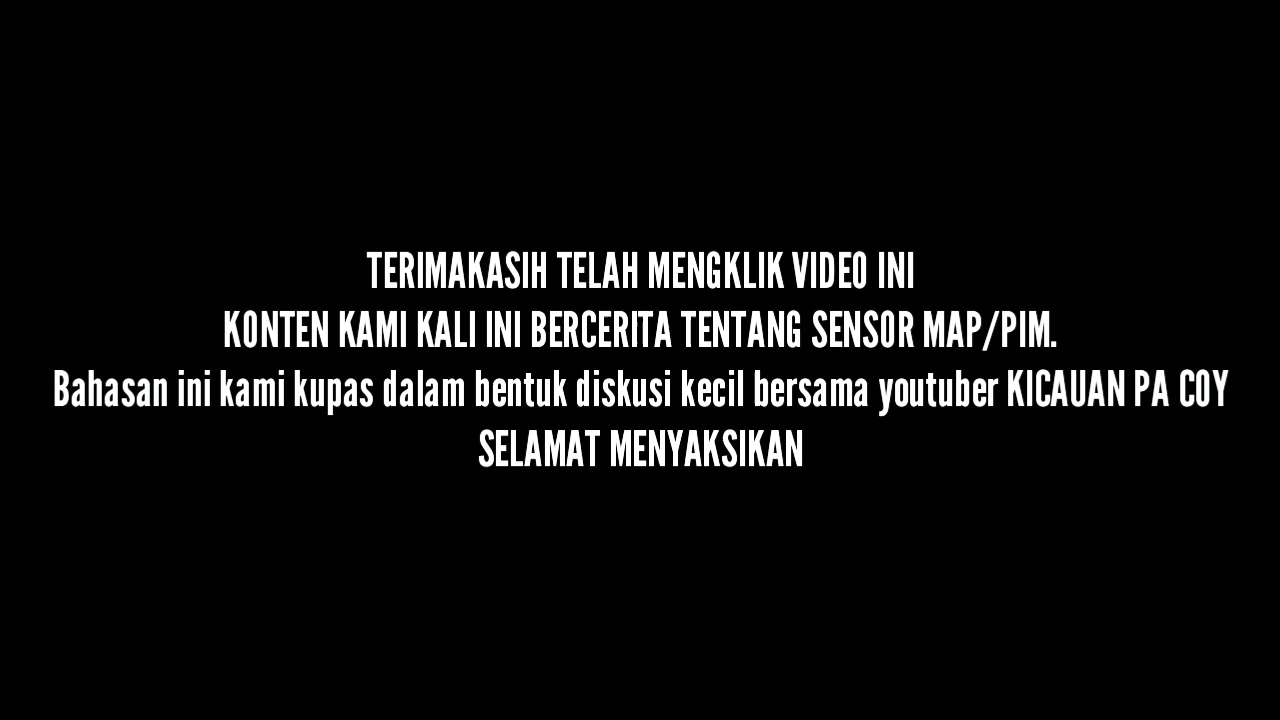 TERIMAKASIH TELAH MENGKLIK VIDEO INI
KONTEN KAMI KALI INI BERCERITA TENTANG SENSOR MAP/PIM.
Bahasan ini kami kupas dalam bentuk diskusi kecil bersama youtuber KICAUAN PA COY
SELAMAT MENYAKSIKAN